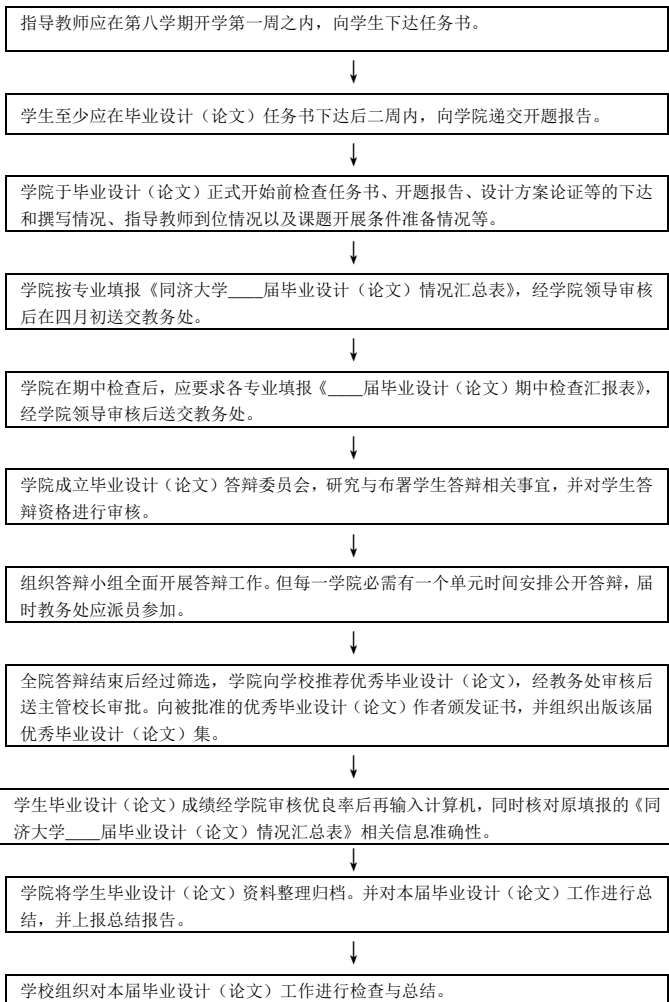 指导教师应在第八学期开学第一周之内，向学生下达任务书。
学生至少应在毕业设计（论文）任务书下达后二周内，向学院递交开题报告。
学院于毕业设计（论文）正式开始前检查任务书、开题报告、设计方案论证等的下达
和撰写情况、指导教师到位情况以及课题开展条件准备情况等。
学院按专业填报《同济大学____届毕业设计（论文）情况汇总表》，经学院领导审核
后在四月初送交教务处。
学院在期中检查后，应要求各专业填报《____届毕业设计（论文）期中检查汇报表》，
经学院领导审核后送交教务处。
学院成立毕业设计（论文）答辩委员会，研究与布署学生答辩相关事宜，并对学生答
辩资格进行审核。
组织答辩小组全面开展答辩工作。但每一学院必需有一个单元时间安排公开答辩，届
时教务处应派员参加。
全院答辩结束后经过筛选，学院向学校推荐优秀毕业设计（论文），经教务处审核后
送主管校长审批。向被批准的优秀毕业设计（论文）作者颁发证书，并组织出版该届
优秀毕业设计（论文）集。
学生毕业设计（论文）成绩经学院审核优良率后再输入计算机，同时核对原填报的《同
济大学____届毕业设计（论文）情况汇总表》相关信息准确性。
学院将学生毕业设计（论文）资料整理归档。并对本届毕业设计（论文）工作进行总
结，并上报总结报告。
学校组织对本届毕业设计（论文）工作进行检查与总结。